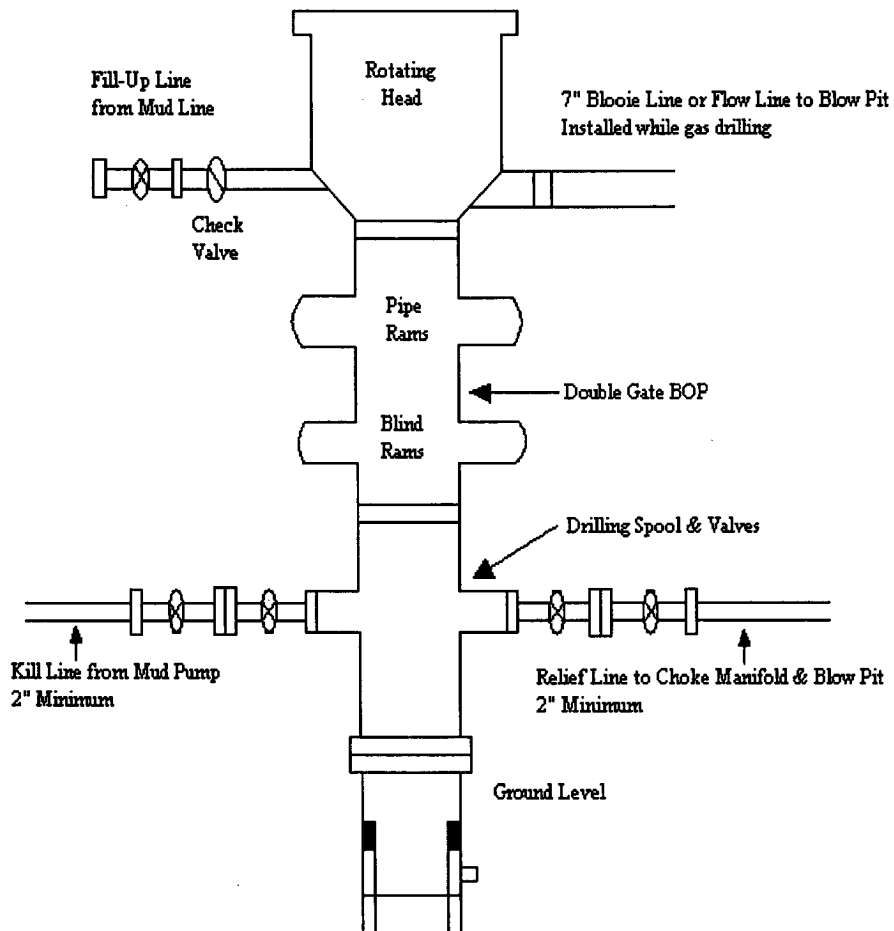 Rotating
Head
Fill-Up Line
from Mud Line
7" Blooie Line or Flow Line to Blow Pit
Installed while gas drilling
Check
Valve
Pipe
Rams
Double Gate BOP
Blind
Rams
Drilling Spool & Valves
Kill Line from Mud Pump
2" Minimum
Relief Line to Choke Manifold & Blow Pit
2" Minimum
Ground Level